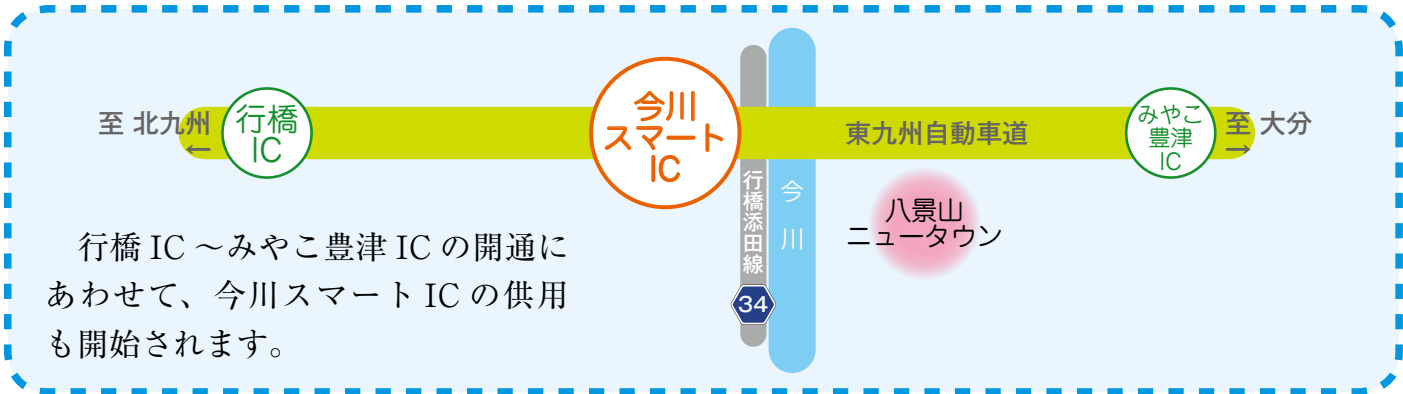 至 北九州
←
行橋
IC
今川
スマート
IC
東九州自動車道
みやこ
豊津
IC
至 大分
→
行橋添田線
34
今川
八景山
ニュータウン
行橋 IC ~みやこ豊津 IC の開通に
あわせて、今川スマート IC の供用
も開始されます。